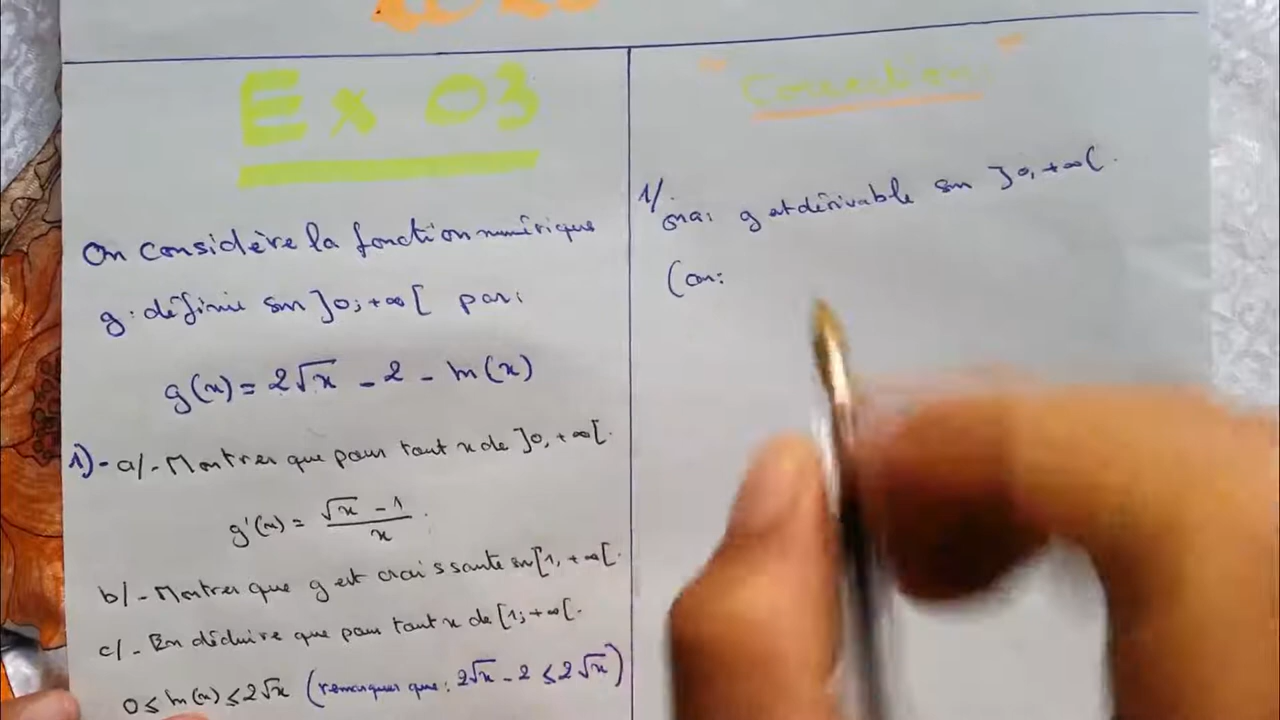 Ex 03
On considère la fonction numérique
g : définie sur ]0; +∞[ par:
g(x) = 2√x - 2 - ln(x)
1)- a/- Montrer que pour tout x de ]0, +∞[.
g'(x) = (√x - 1)/x.
b/- Montrer que g est croissante sur [1, +∞[.
c/- En déduire que pour tout x de [1; +∞[.
0 ≤ ln(x) ≤ 2√x (remarquer que : 2√x - 2 ≤ 2√x)
"Correction"
1/. ona: g est dérivable sur ]0, +∞(.
(car: